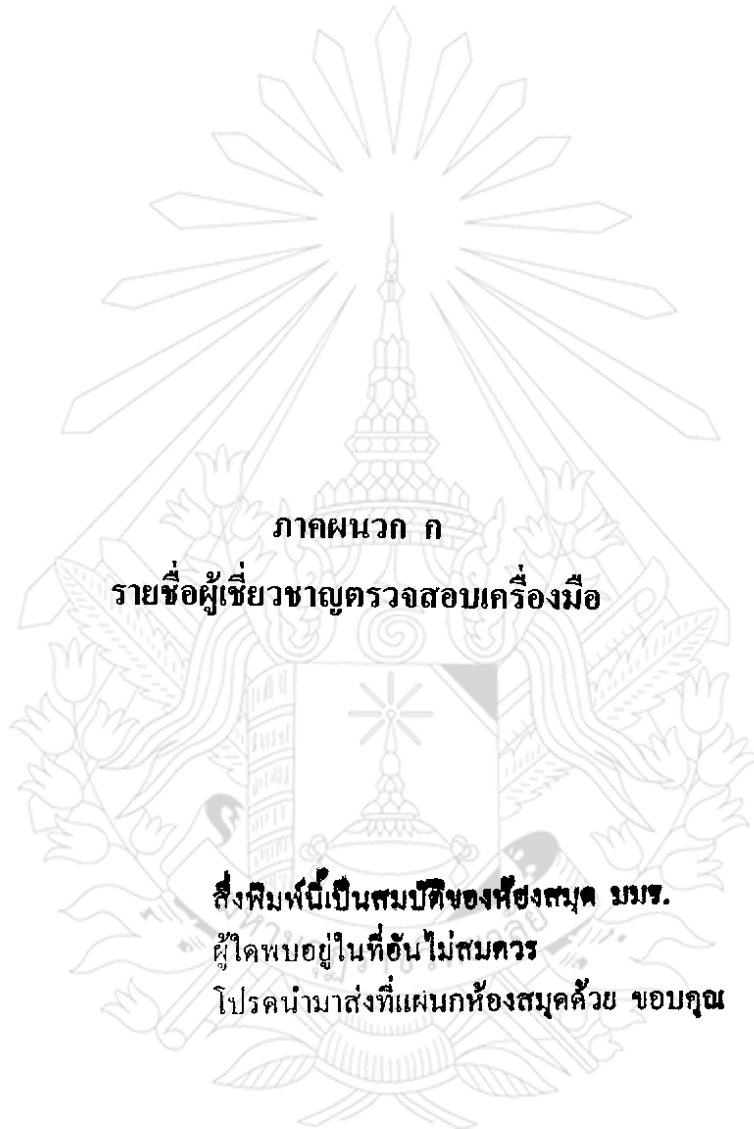 ภาคผนวก ค
รายชื่อผู้เชี่ยวชาญตรวจสอบเครื่องมือ
สิ่งพิมพ์นี้เป็นสมบัติของห้องสมุด มมร.
ผู้ใดพบอยู่ในที่อันไม่สมควร
โปรดนำมาส่งที่แผนกห้องสมุดด้วย ขอบคุณ